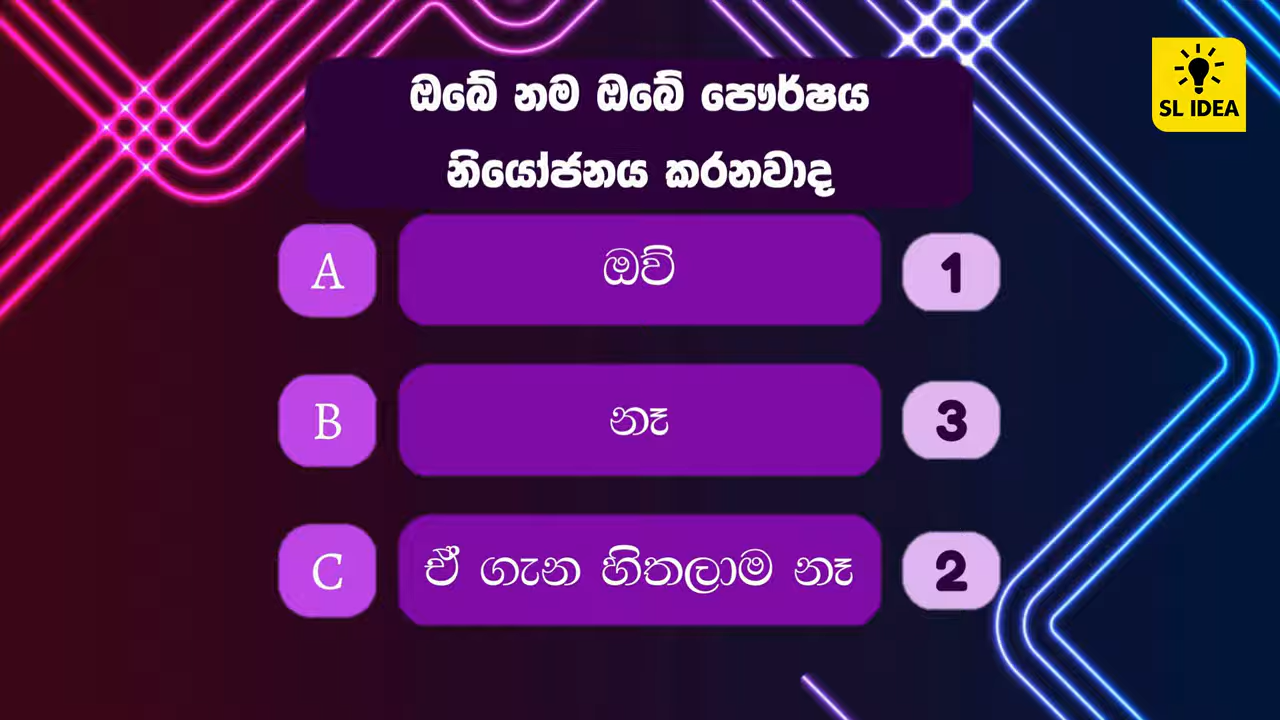 SL IDEA
ඔබේ නම ඔබේ පෞර්ෂය
නියෝජනය කරනවාද
A ඔව් 1
B නෑ 3
C ඒ ගැන හිතලාම නෑ 2